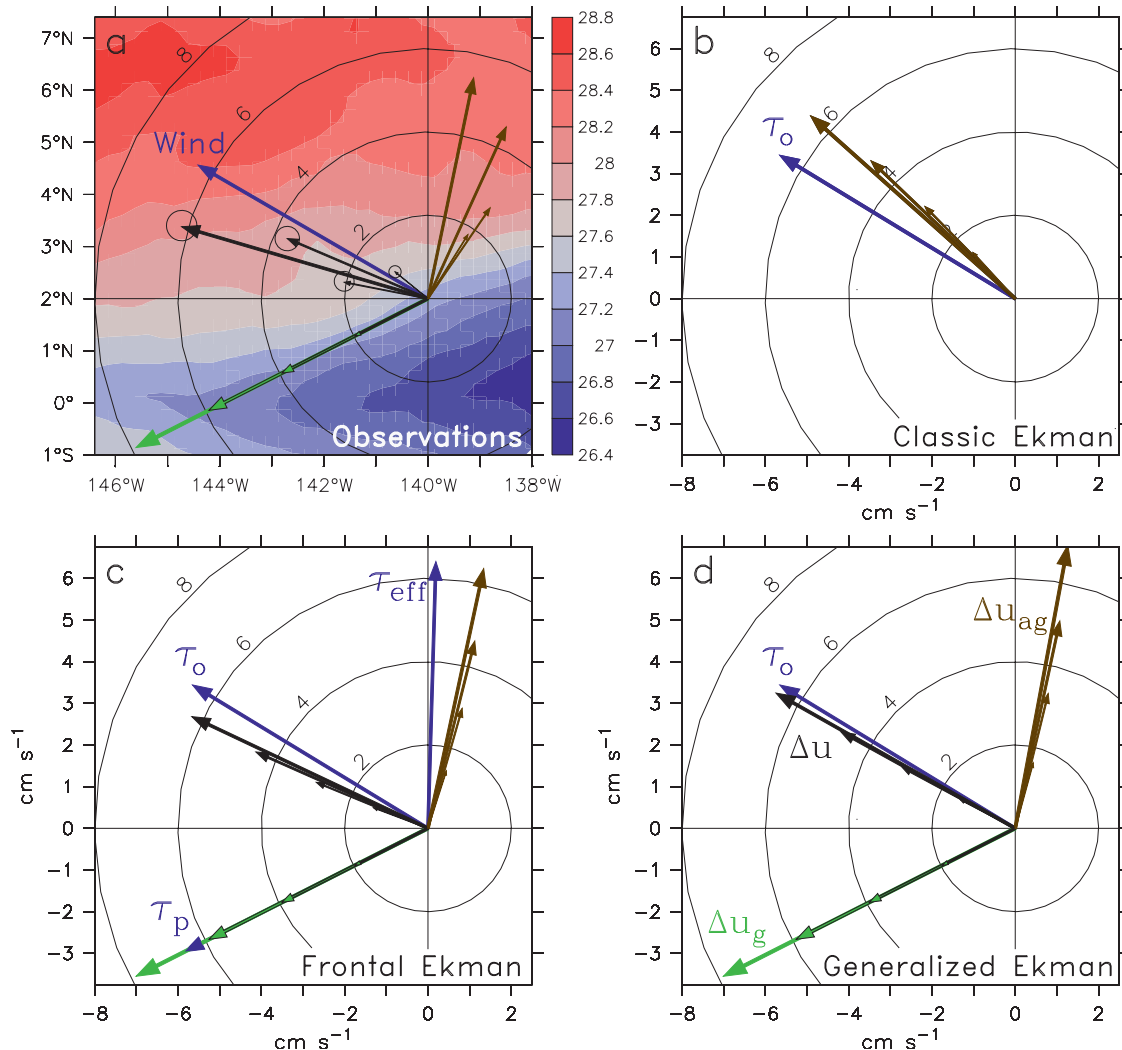 a
7°N
6°N
5°N
4°N
3°N
2°N
1°N
0°
1°S
146°W 144°W 142°W 140°W 138°W
8
6
4
2
Wind
Observations
28.8
28.6
28.4
28.2
28
27.8
27.6
27.4
27.2
27
26.8
26.6
26.4
b
6
5
4
3
2
1
0
−1
−2
−3
8
6
4
2
τo
Classic Ekman
−8 −6 −4 −2 0 2
cm s⁻¹
c
cm s⁻¹
6
5
4
3
2
1
0
−1
−2
−3
8
6
4
2
τeff
τo
τp
Frontal Ekman
−8 −6 −4 −2 0 2
cm s⁻¹
d
cm s⁻¹
6
5
4
3
2
1
0
−1
−2
−3
8
6
4
2
Δuag
τo
Δu
Δug
Generalized Ekman
−8 −6 −4 −2 0 2
cm s⁻¹